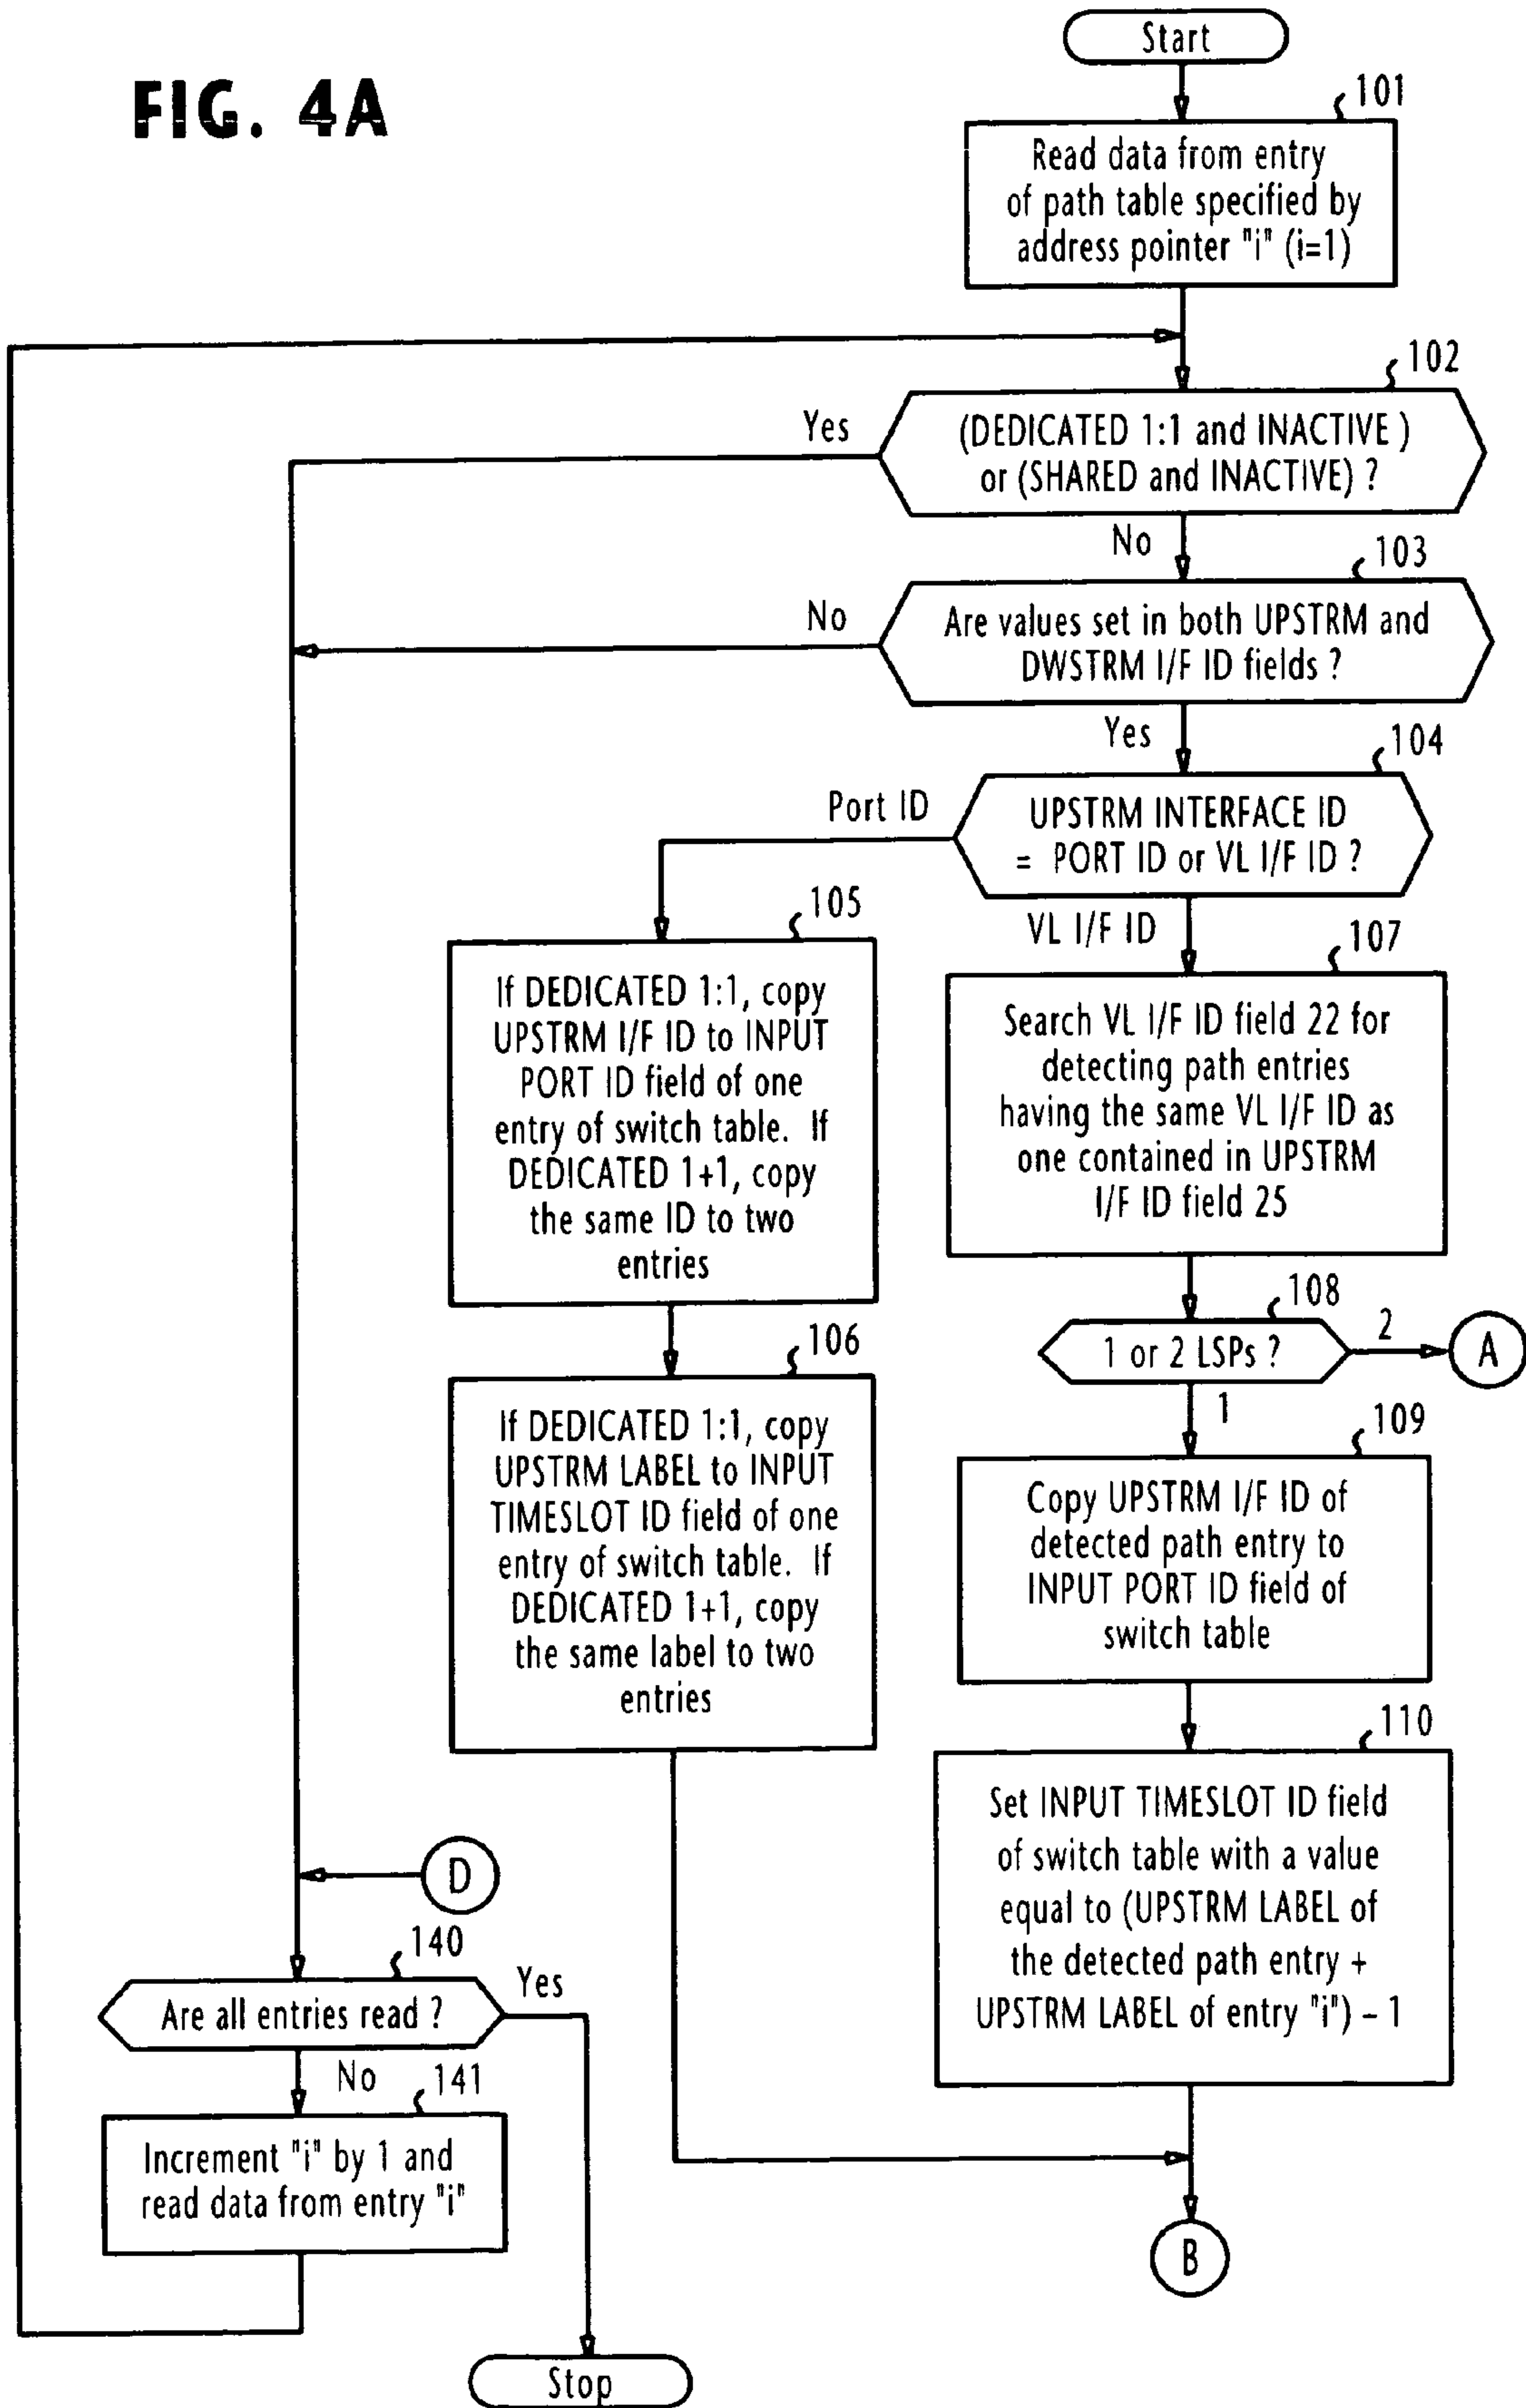 FIG. 4A
Start
101
Read data from entry
of path table specified by
address pointer "i" (i=1)
102
Yes
(DEDICATED 1:1 and INACTIVE )
or (SHARED and INACTIVE) ?
No
103
No
Are values set in both UPSTRM and
DWSTRM I/F ID fields ?
Yes
104
Port ID
UPSTRM INTERFACE ID
= PORT ID or VL I/F ID ?
VL I/F ID
105
If DEDICATED 1:1, copy
UPSTRM I/F ID to INPUT
PORT ID field of one
entry of switch table. If
DEDICATED 1+1, copy
the same ID to two
entries
107
Search VL I/F ID field 22 for
detecting path entries
having the same VL I/F ID as
one contained in UPSTRM
I/F ID field 25
108
1 or 2 LSPs ?
2
A
1
106
If DEDICATED 1:1, copy
UPSTRM LABEL to INPUT
TIMESLOT ID field of one
entry of switch table. If
DEDICATED 1+1, copy
the same label to two
entries
109
Copy UPSTRM I/F ID of
detected path entry to
INPUT PORT ID field of
switch table
110
Set INPUT TIMESLOT ID field
of switch table with a value
equal to (UPSTRM LABEL of
the detected path entry +
UPSTRM LABEL of entry "i") – 1
D
140
Are all entries read ?
Yes
No
141
Increment "i" by 1 and
read data from entry "i"
B
Stop